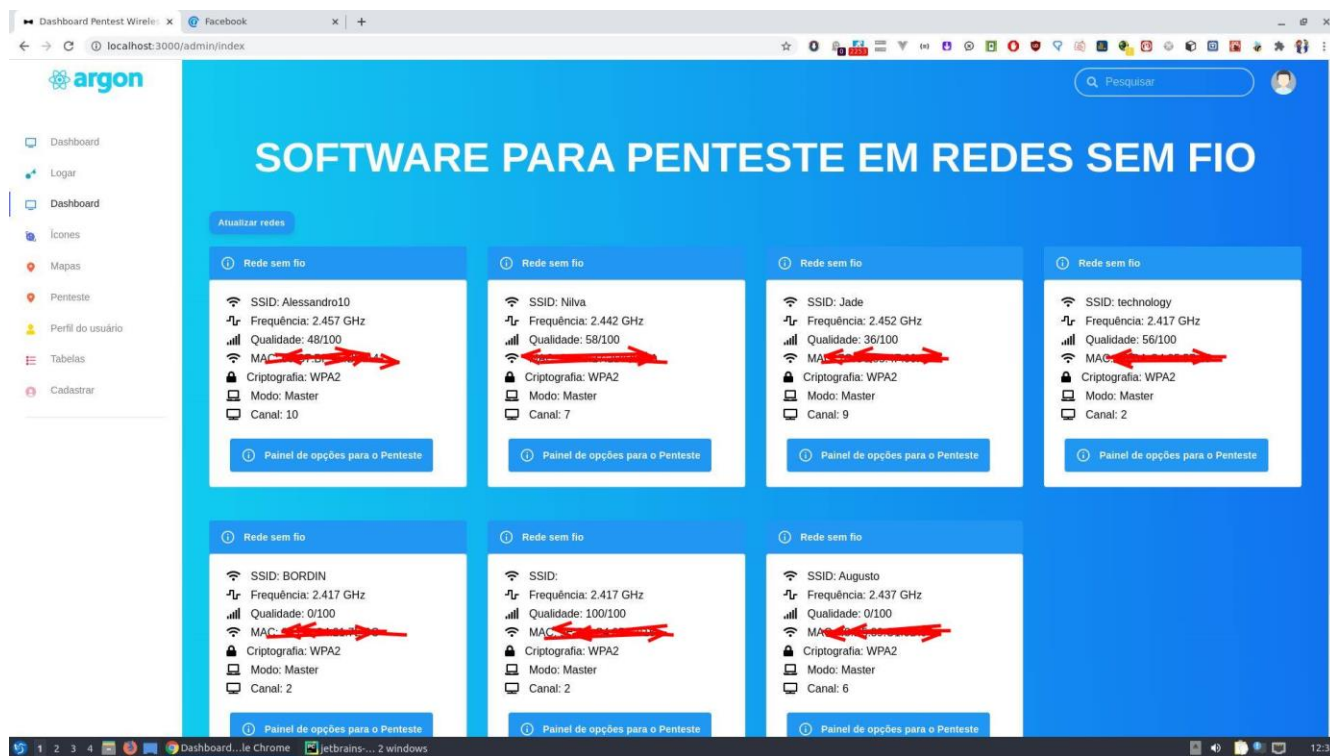 Dashboard Pentest Wireles
Facebook
localhost:3000/admin/index
2253
argon
Pesquisar
Dashboard
Logar
Dashboard
Ícones
Mapas
Penteste
Perfil do usuário
Tabelas
Cadastrar
SOFTWARE PARA PENTESTE EM REDES SEM FIO
Atualizar redes
Rede sem fio
SSID: Alessandro10
Frequência: 2.457 GHz
Qualidade: 48/100
Criptografia: WPA2
Modo: Master
Canal: 10
Painel de opções para o Penteste
Rede sem fio
SSID: Nilva
Frequência: 2.442 GHz
Qualidade: 58/100
Criptografia: WPA2
Modo: Master
Canal: 7
Painel de opções para o Penteste
Rede sem fio
SSID: Jade
Frequência: 2.452 GHz
Qualidade: 36/100
Criptografia: WPA2
Modo: Master
Canal: 9
Painel de opções para o Penteste
Rede sem fio
SSID: technology
Frequência: 2.417 GHz
Qualidade: 56/100
MAC:
Criptografia: WPA2
Modo: Master
Canal: 2
Painel de opções para o Penteste
Rede sem fio
SSID: BORDIN
Frequência: 2.417 GHz
Qualidade: 0/100
MAC:
Criptografia: WPA2
Modo: Master
Canal: 2
Painel de opções para o Penteste
Rede sem fio
SSID:
Frequência: 2.417 GHz
Qualidade: 100/100
MAC:
Criptografia: WPA2
Modo: Master
Canal: 2
Painel de opções para o Penteste
Rede sem fio
SSID: Augusto
Frequência: 2.437 GHz
Qualidade: 0/100
Criptografia: WPA2
Modo: Master
Canal: 6
Painel de opções para o Penteste
1 2 3 4 Dashboard...le Chrome jetbrains-... 2 windows